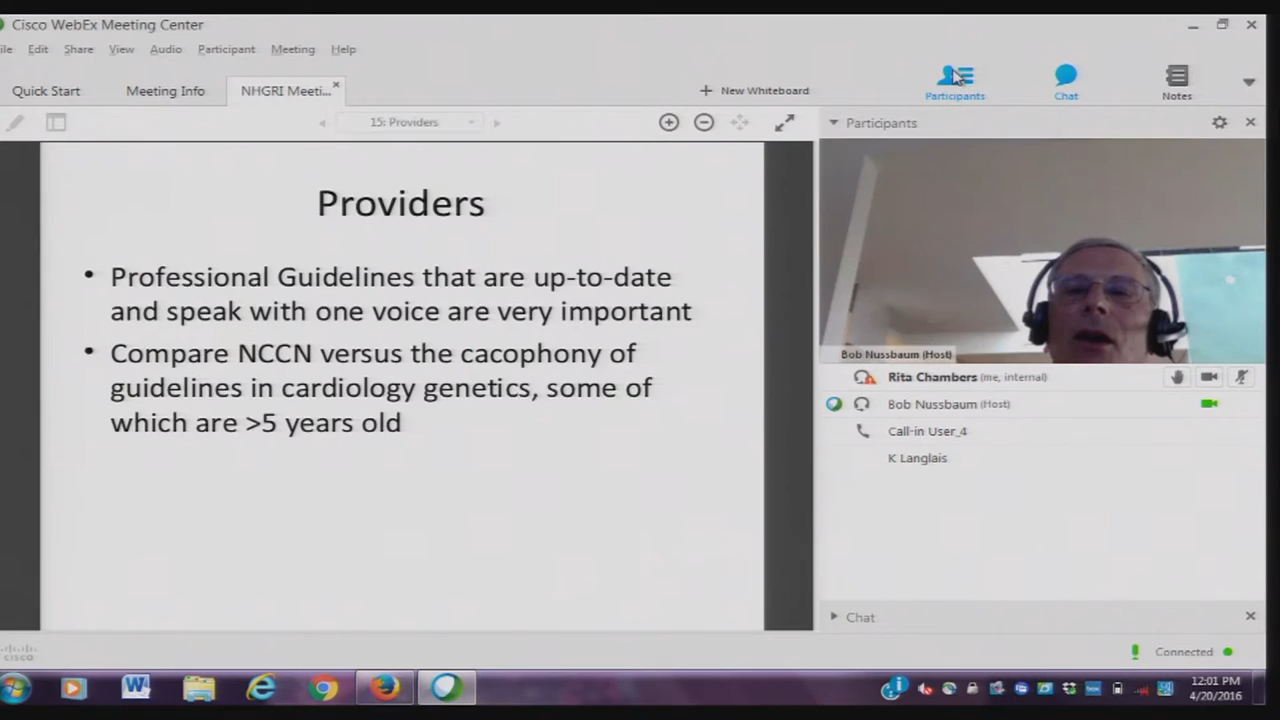 Cisco WebEx Meeting Center
ile Edit Share View Audio Participant Meeting Help
Quick Start Meeting Info NHGRI Meeti... New Whiteboard
Participants Chat Notes
15: Providers
Participants
Providers
• Professional Guidelines that are up-to-date
and speak with one voice are very important
• Compare NCCN versus the cacophony of
guidelines in cardiology genetics, some of
which are >5 years old
Bob Nussbaum (Host)
Rita Chambers (me, internal)
Bob Nussbaum (Host)
Call-in User_4
K Langlais
Chat
cisco
Connected
12:01 PM
4/20/2016